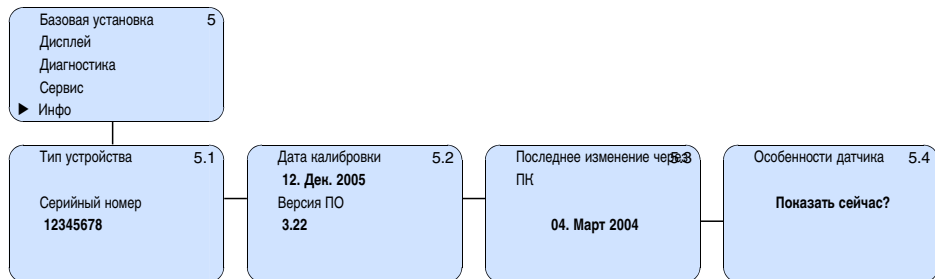 Базовая установка 5
Дисплей
Диагностика
Сервис
▶ Инфо
Тип устройства 5.1
Серийный номер
12345678
Дата калибровки 5.2
12. Дек. 2005
Версия ПО
3.22
Последнее изменение через 5.3
ПК
04. Март 2004
Особенности датчика 5.4
Показать сейчас?